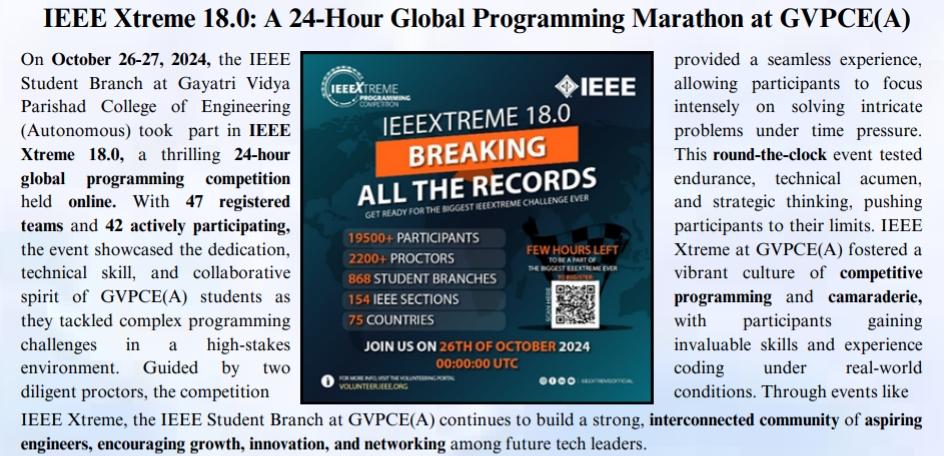 IEEE Xtreme 18.0: A 24-Hour Global Programming Marathon at GVPCE(A)
On October 26-27, 2024, the IEEE
Student Branch at Gayatri Vidya
Parishad College of Engineering
(Autonomous) took part in IEEE
Xtreme 18.0, a thrilling 24-hour
global programming competition
held online. With 47 registered
teams and 42 actively participating,
the event showcased the dedication,
technical skill, and collaborative
spirit of GVPCE(A) students as
they tackled complex programming
challenges in a high-stakes
environment. Guided by two
diligent proctors, the competition
IEEEXTREME
PROGRAMMING
COMPETITION
IEEE
IEEEXTREME 18.0
BREAKING
ALL THE RECORDS
GET READY FOR THE BIGGEST IEEEXTREME CHALLENGE EVER
19500+ PARTICIPANTS
2200+ PROCTORS
868 STUDENT BRANCHES
154 IEEE SECTIONS
75 COUNTRIES
FEW HOURS LEFT
TO BE A PART OF
THE BIGGEST IEEEXTREME EVER
TO REGISTER
SCAN HERE
JOIN US ON 26TH OF OCTOBER 2024
00:00:00 UTC
FOR MORE INFO, VISIT THE VOLUNTEERING PORTAL
VOLUNTEER.IEEE.ORG
IEEEXTREMEOFFICIAL
provided a seamless experience,
allowing participants to focus
intensely on solving intricate
problems under time pressure.
This round-the-clock event tested
endurance, technical acumen,
and strategic thinking, pushing
participants to their limits. IEEE
Xtreme at GVPCE(A) fostered a
vibrant culture of competitive
programming and camaraderie,
with participants gaining
invaluable skills and experience
coding under real-world
conditions. Through events like
IEEE Xtreme, the IEEE Student Branch at GVPCE(A) continues to build a strong, interconnected community of aspiring
engineers, encouraging growth, innovation, and networking among future tech leaders.